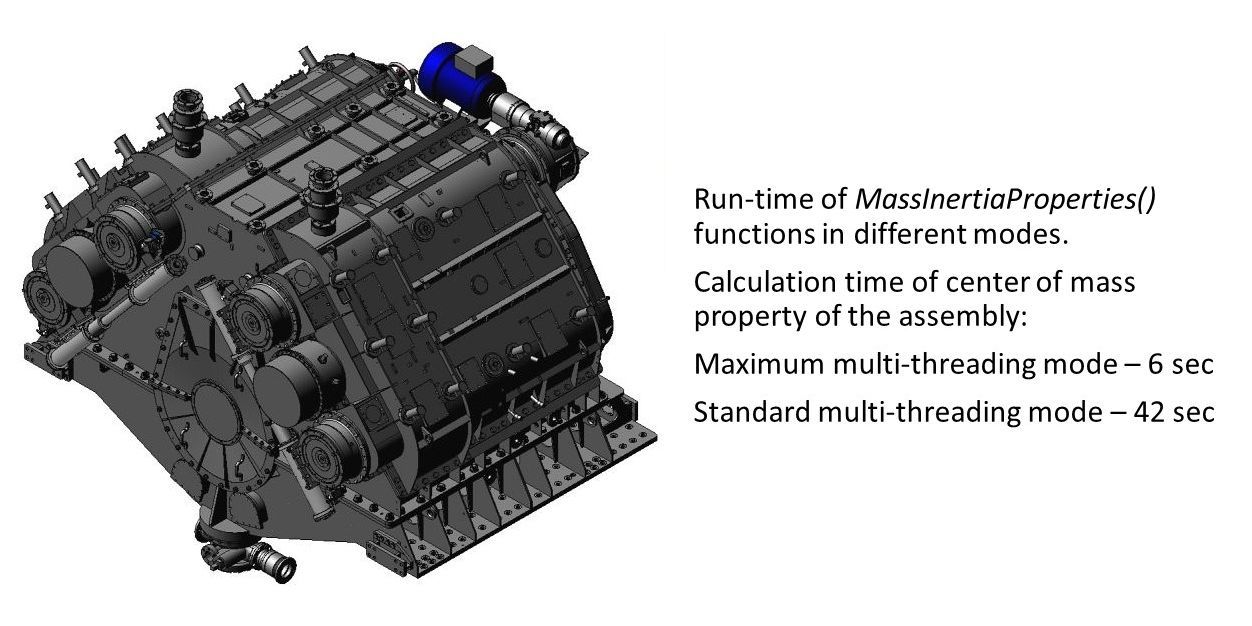 Run-time of MassInertiaProperties()
functions in different modes.
Calculation time of center of mass
property of the assembly:
Maximum multi-threading mode – 6 sec
Standard multi-threading mode – 42 sec